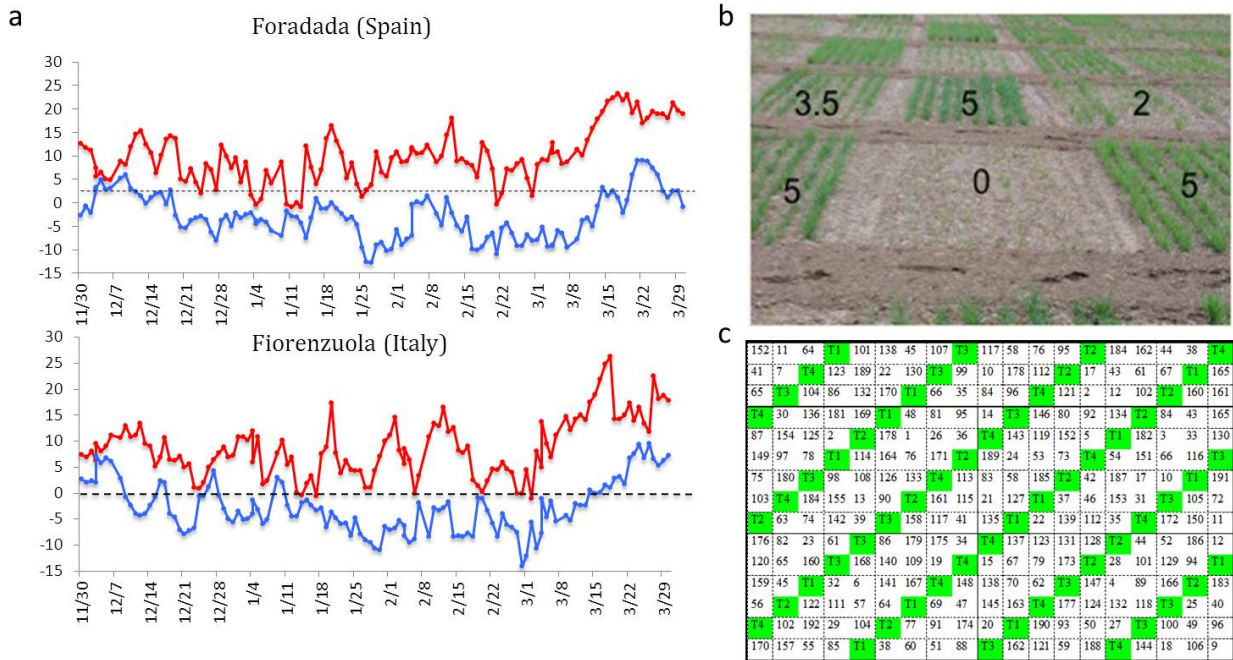 a
Foradada (Spain)
30
25
20
15
10
5
0
-5
-10
-15
11/30 12/7 12/14 12/21 12/28 1/4 1/11 1/18 1/25 2/1 2/8 2/15 2/22 3/1 3/8 3/15 3/22 3/29
Fiorenzuola (Italy)
30
25
20
15
10
5
0
-5
-10
-15
11/30 12/7 12/14 12/21 12/28 1/4 1/11 1/18 1/25 2/1 2/8 2/15 2/22 3/1 3/8 3/15 3/22 3/29
b
3.5 5 2
5 0 5
c
152 11 64 T1 101 138 45 107 T3 117 58 76 95 T2 184 162 44 38 T4
41 7 T4 123 189 22 130 T3 99 10 178 112 T2 17 43 61 67 T1 165
65 T3 104 86 132 170 T1 66 35 84 96 T4 121 2 12 102 T2 160 161
T4 30 136 181 169 T1 48 81 95 14 T3 146 80 92 134 T2 84 43 165
87 154 128 2 T2 178 1 26 36 T4 143 119 152 5 T1 182 3 33 130
149 97 78 T1 114 164 76 171 T2 189 24 53 73 T4 54 151 66 116 T3
75 180 T3 98 108 126 133 T4 113 83 58 185 T2 42 187 17 10 T1 191
103 T4 184 155 13 90 T2 161 115 21 127 T1 37 46 153 31 T3 105 72
T2 63 74 142 39 T3 158 117 41 135 T1 22 139 112 35 T4 172 150 11
176 82 23 61 T3 86 179 175 34 T4 137 123 131 128 T2 44 52 186 12
120 65 160 T3 168 140 109 19 T4 15 67 79 173 T2 28 101 129 94 T1
159 45 T1 32 6 141 167 T4 148 138 70 62 T3 147 4 89 166 T2 183
56 T2 122 111 57 64 T1 69 47 145 163 T4 177 124 132 118 T3 25 40
T4 102 192 29 104 T2 77 91 174 20 T1 190 93 50 27 T3 100 49 96
170 157 55 85 T1 38 60 51 88 T3 162 121 59 188 T4 144 18 106 9